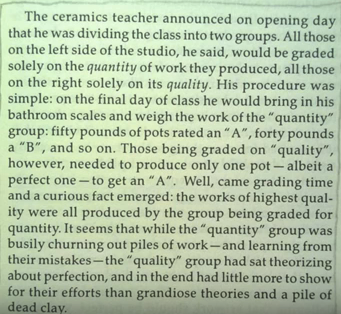 The ceramics teacher announced on opening day
that he was dividing the class into two groups. All those
on the left side of the studio, he said, would be graded
solely on the quantity of work they produced, all those
on the right solely on its quality. His procedure was
simple: on the final day of class he would bring in his
bathroom scales and weigh the work of the "quantity"
group: fifty pounds of pots rated an "A", forty pounds
a "B", and so on. Those being graded on "quality",
however, needed to produce only one pot — albeit a
perfect one — to get an "A". Well, came grading time
and a curious fact emerged: the works of highest qual-
ity were all produced by the group being graded for
quantity. It seems that while the "quantity" group was
busily churning out piles of work — and learning from
their mistakes — the "quality" group had sat theorizing
about perfection, and in the end had little more to show
for their efforts than grandiose theories and a pile of
dead clay.